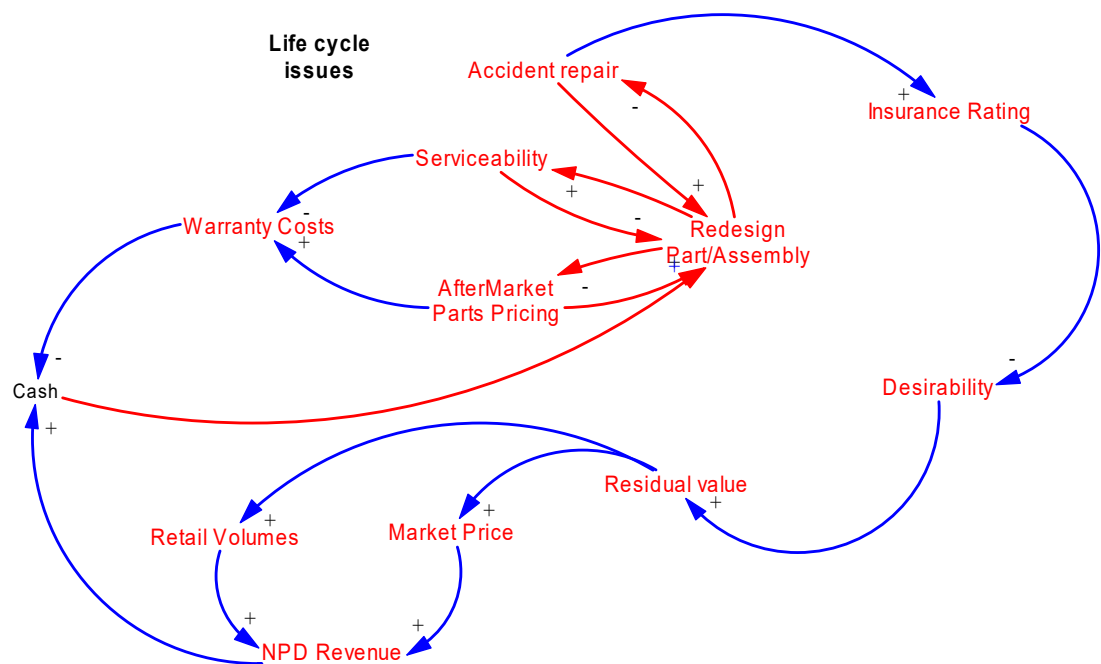 Life cycle
issues
Accident repair
-
+
Insurance Rating
Serviceability
+
+
-
-
Warranty Costs
+
Redesign
Part/Assembly
+
+
AfterMarket
Parts Pricing
-
-
-
Cash
+
Desirability
Residual value
+
+
Market Price
+
Retail Volumes
+
+
NPD Revenue